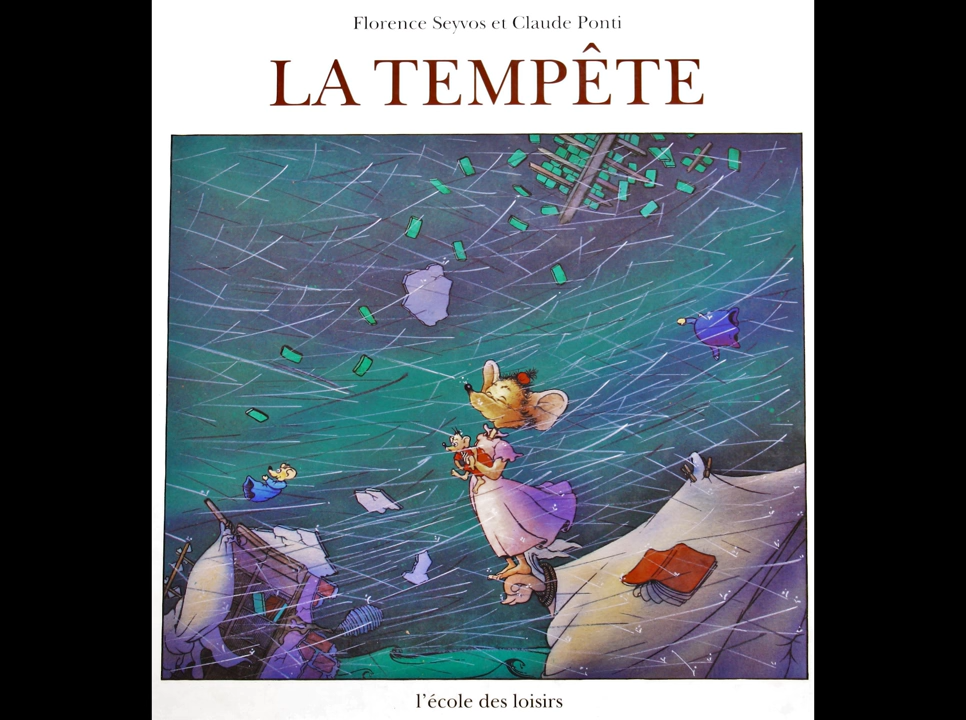 Florence Seyvos et Claude Ponti
LA TEMPÊTE
l'école des loisirs